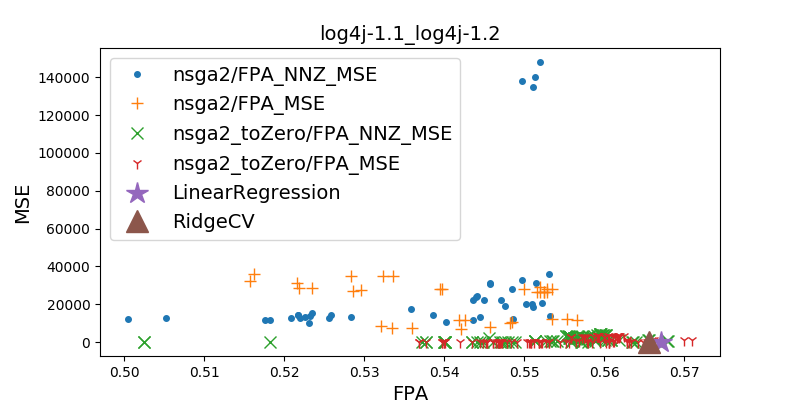 log4j-1.1_log4j-1.2
nsga2/FPA_NNZ_MSE
nsga2/FPA_MSE
nsga2_toZero/FPA_NNZ_MSE
nsga2_toZero/FPA_MSE
LinearRegression
RidgeCV
MSE
140000
120000
100000
80000
60000
40000
20000
0
0.50 0.51 0.52 0.53 0.54 0.55 0.56 0.57
FPA